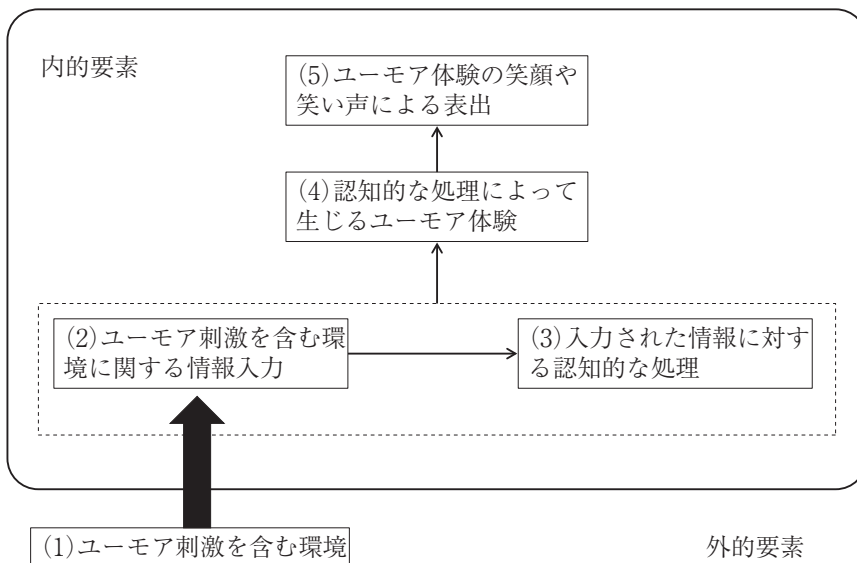 内的要素
(5)ユーモア体験の笑顔や
笑い声による表出
(4)認知的な処理によって
生じるユーモア体験
(2)ユーモア刺激を含む環
境に関する情報入力
(3)入力された情報に対す
る認知的な処理
(1)ユーモア刺激を含む環境
外的要素